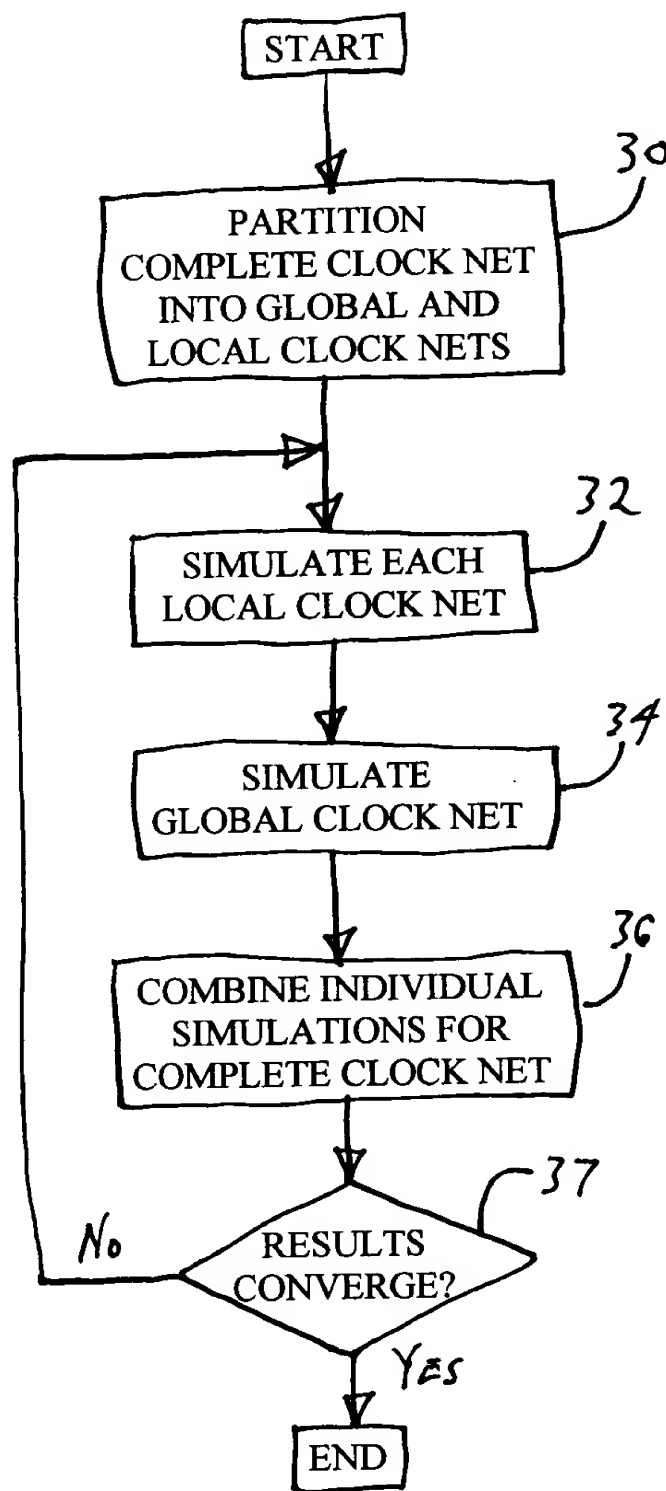 START
30
PARTITION
COMPLETE CLOCK NET
INTO GLOBAL AND
LOCAL CLOCK NETS
32
SIMULATE EACH
LOCAL CLOCK NET
34
SIMULATE
GLOBAL CLOCK NET
36
COMBINE INDIVIDUAL
SIMULATIONS FOR
COMPLETE CLOCK NET
37
No
RESULTS
CONVERGE?
YES
END